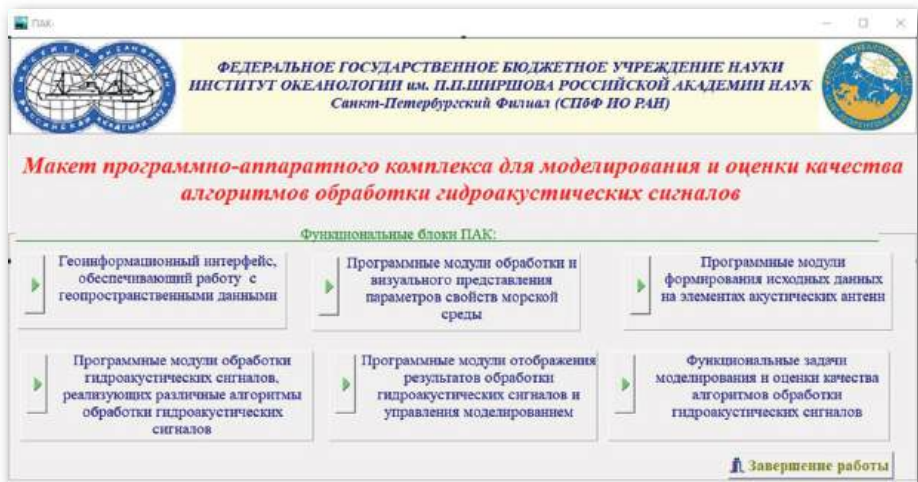 ПАК-
ФЕДЕРАЛЬНОЕ ГОСУДАРСТВЕННОЕ БЮДЖЕТНОЕ УЧРЕЖДЕНИЕ НАУКИ
ИНСТИТУТ ОКЕАНОЛОГИИ им. П.П.ШИРШОВА РОССИЙСКОЙ АКАДЕМИИ НАУК
Санкт-Петербургский Филиал (СПбФ ИО РАН)
Макет программно-аппаратного комплекса для моделирования и оценки качества
алгоритмов обработки гидроакустических сигналов
Функциональные блоки ПАК:
Геоинформационный интерфейс,
обеспечивающий работу с
геопространственными данными
Программные модули обработки и
визуального представления
параметров свойств морской
среды
Программные модули
формирования исходных данных
на элементах акустических антенн
Программные модули обработки
гидроакустических сигналов,
реализующих различные алгоритмы
обработки гидроакустических
сигналов
Программные модули отображения
результатов обработки
гидроакустических сигналов и
управления моделированием
Функциональные задачи
моделирования и оценки качества
алгоритмов обработки
гидроакустических сигналов
Завершение работы